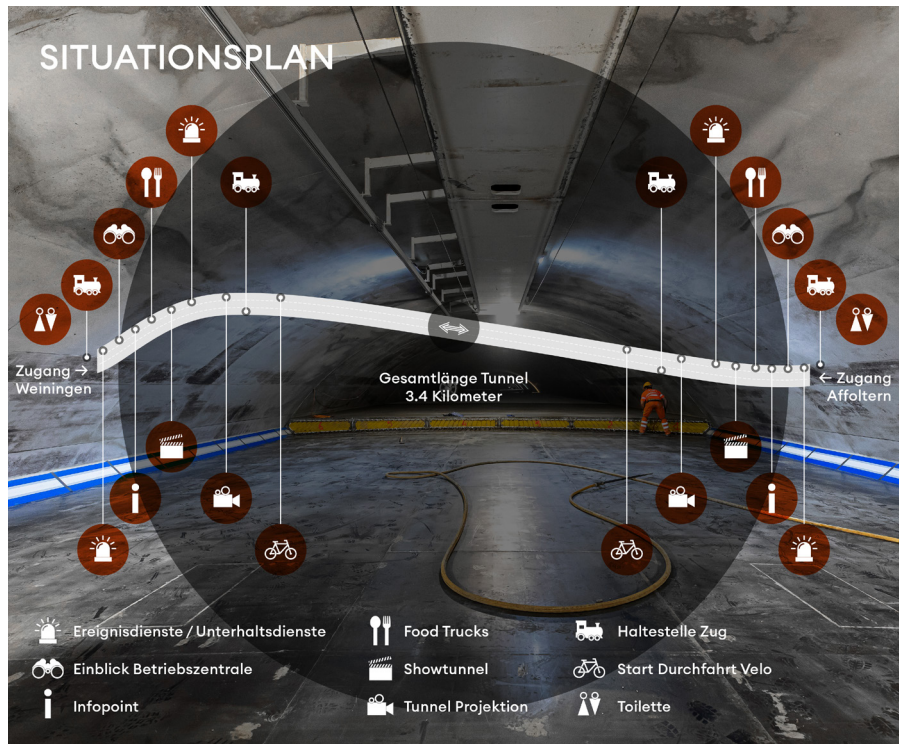 SITUATIONSPLAN
Zugang →
Weiningen
Gesamtlänge Tunnel
3.4 Kilometer
← Zugang
Affoltern
Ereignisdienste / Unterhaltsdienste
Food Trucks
Haltestelle Zug
Einblick Betriebszentrale
Showtunnel
Start Durchfahrt Velo
Infopoint
Tunnel Projektion
Toilette